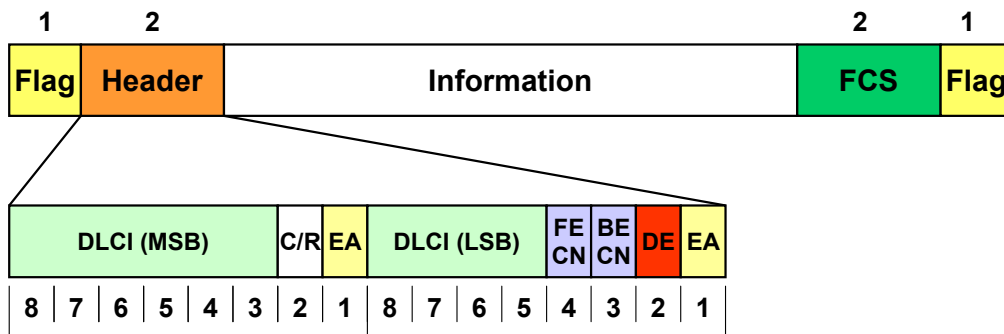 1 2 2 1
Flag Header Information FCS Flag
DLCI (MSB) C/R EA DLCI (LSB) FE CN BE CN DE EA
8 7 6 5 4 3 2 1 8 7 6 5 4 3 2 1